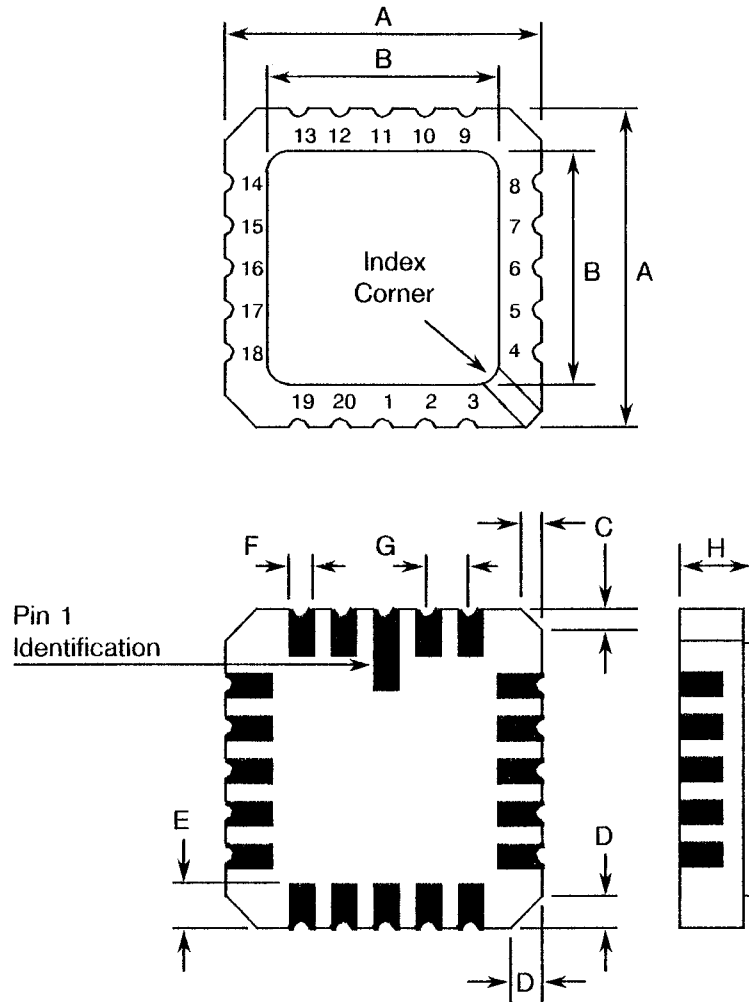 A
B
13 12 11 10 9
14 8
15 7
16 6
17 5
18 4
Index
Corner
B
A
19 20 1 2 3
F
G
C
H
Pin 1
Identification
E
D
D